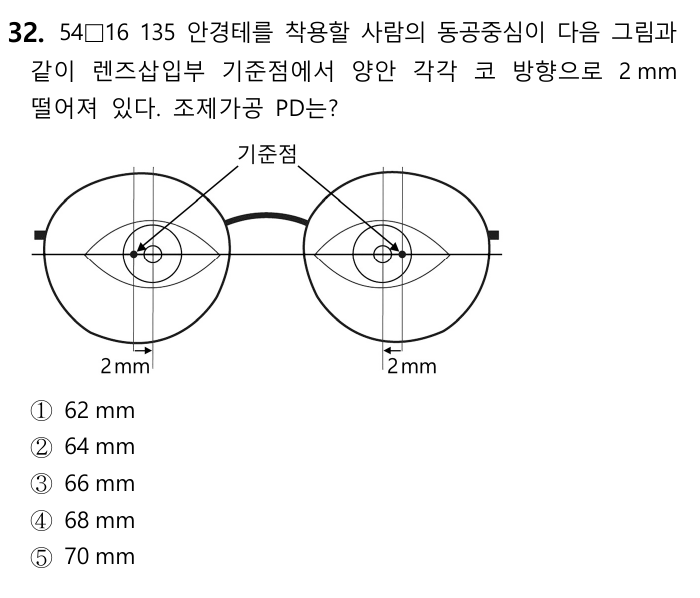 32. 54□16 135 안경테를 착용할 사람의 동공중심이 다음 그림과
같이 렌즈삽입부 기준점에서 양안 각각 코 방향으로 2 mm
떨어져 있다. 조제가공 PD는?
기준점
2 mm
2 mm
① 62 mm
② 64 mm
③ 66 mm
④ 68 mm
⑤ 70 mm